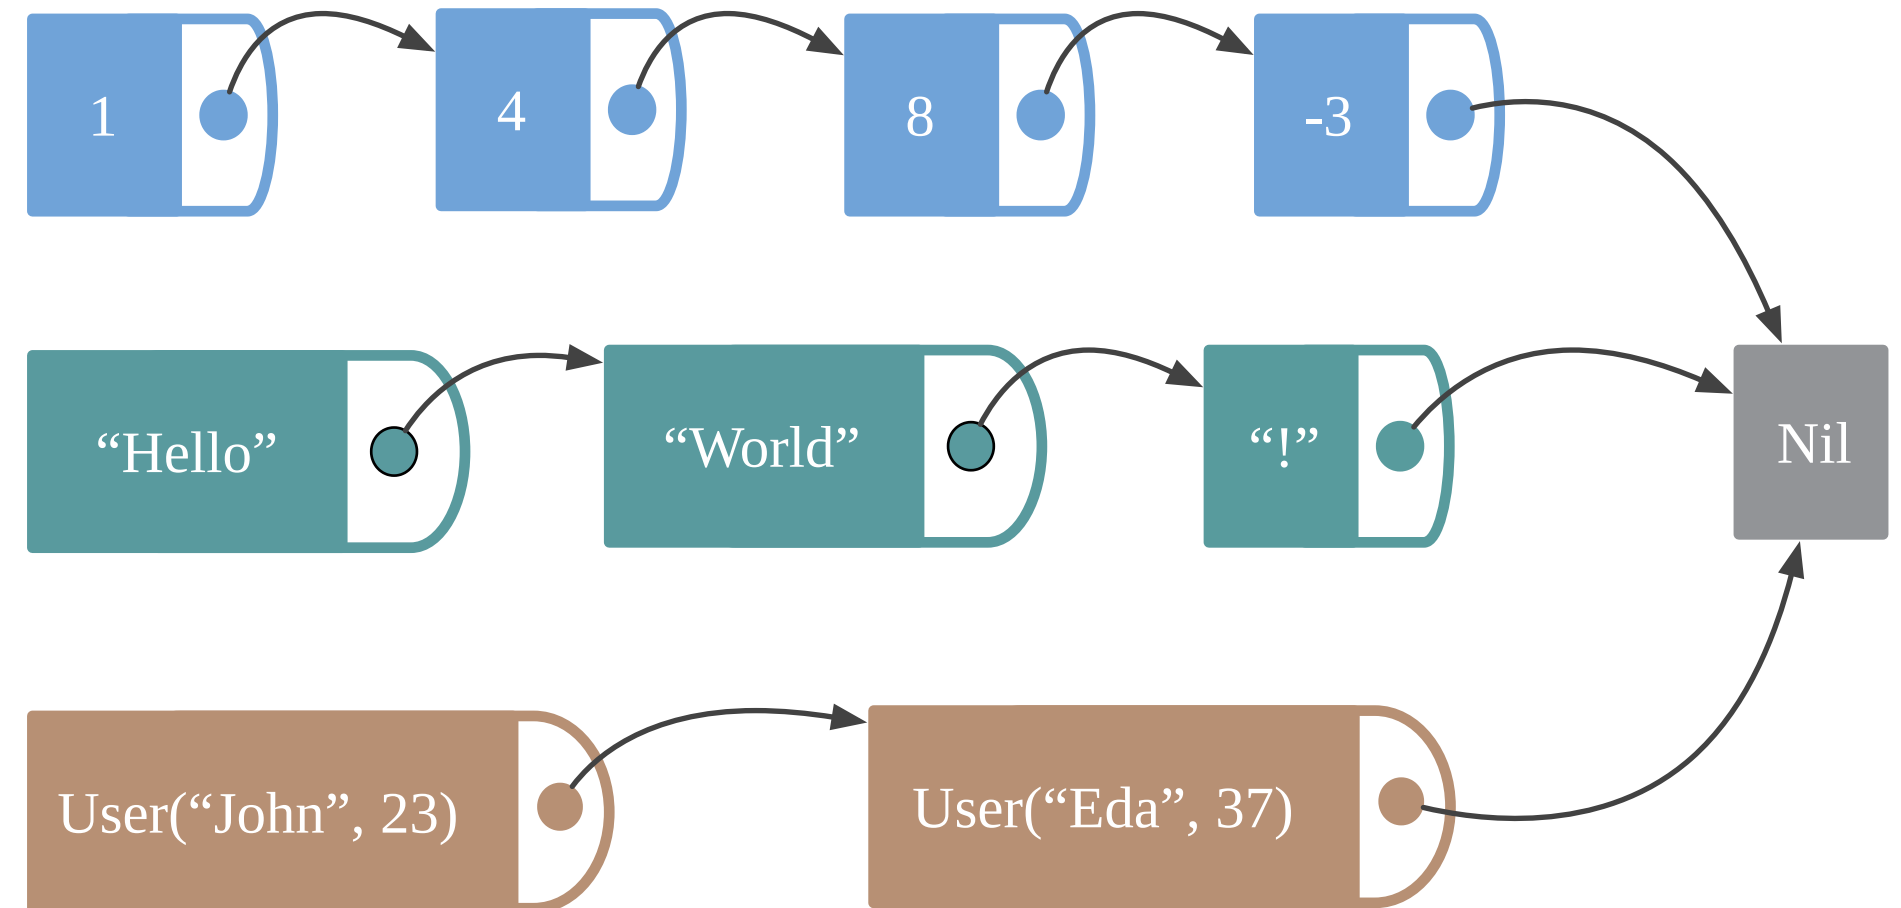 1
4
8
-3
“Hello”
“World”
“!”
Nil
User(“John”, 23)
User(“Eda”, 37)